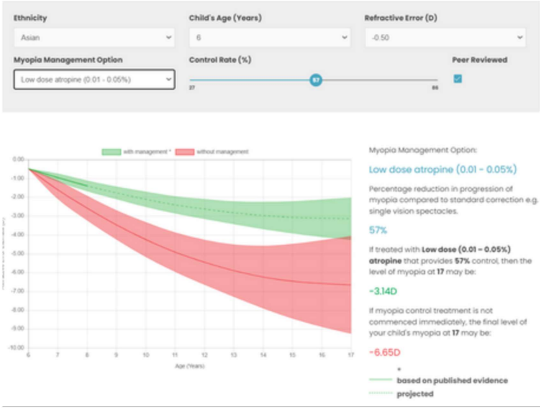 Ethnicity Child's Age (Years) Refractive Error (D)
Asian 6 -0.50
Myopia Management Option Control Rate (%) Peer Reviewed
Low dose atropine (0.01 - 0.05%) 57
27
with management * without management
0.00
-1.00
-2.00
-3.00
-4.00
-5.00
-6.00
-7.00
-8.00
-9.00
-10.00
6 7 8 9 10 11 12 13 14 15 16 17
Age (Years)
Myopia Management Option:
Low dose atropine (0.01 - 0.05%)
Percentage reduction in progression of
myopia compared to standard correction e.g.
single vision spectacles.
57%
If treated with Low dose (0.01 - 0.05%)
atropine that provides 57% control, then the
level of myopia at 17 may be:
-3.14D
If myopia control treatment is not
commenced immediately, the final level of
your child's myopia at 17 may be:
-6.65D
*
based on published evidence
projected